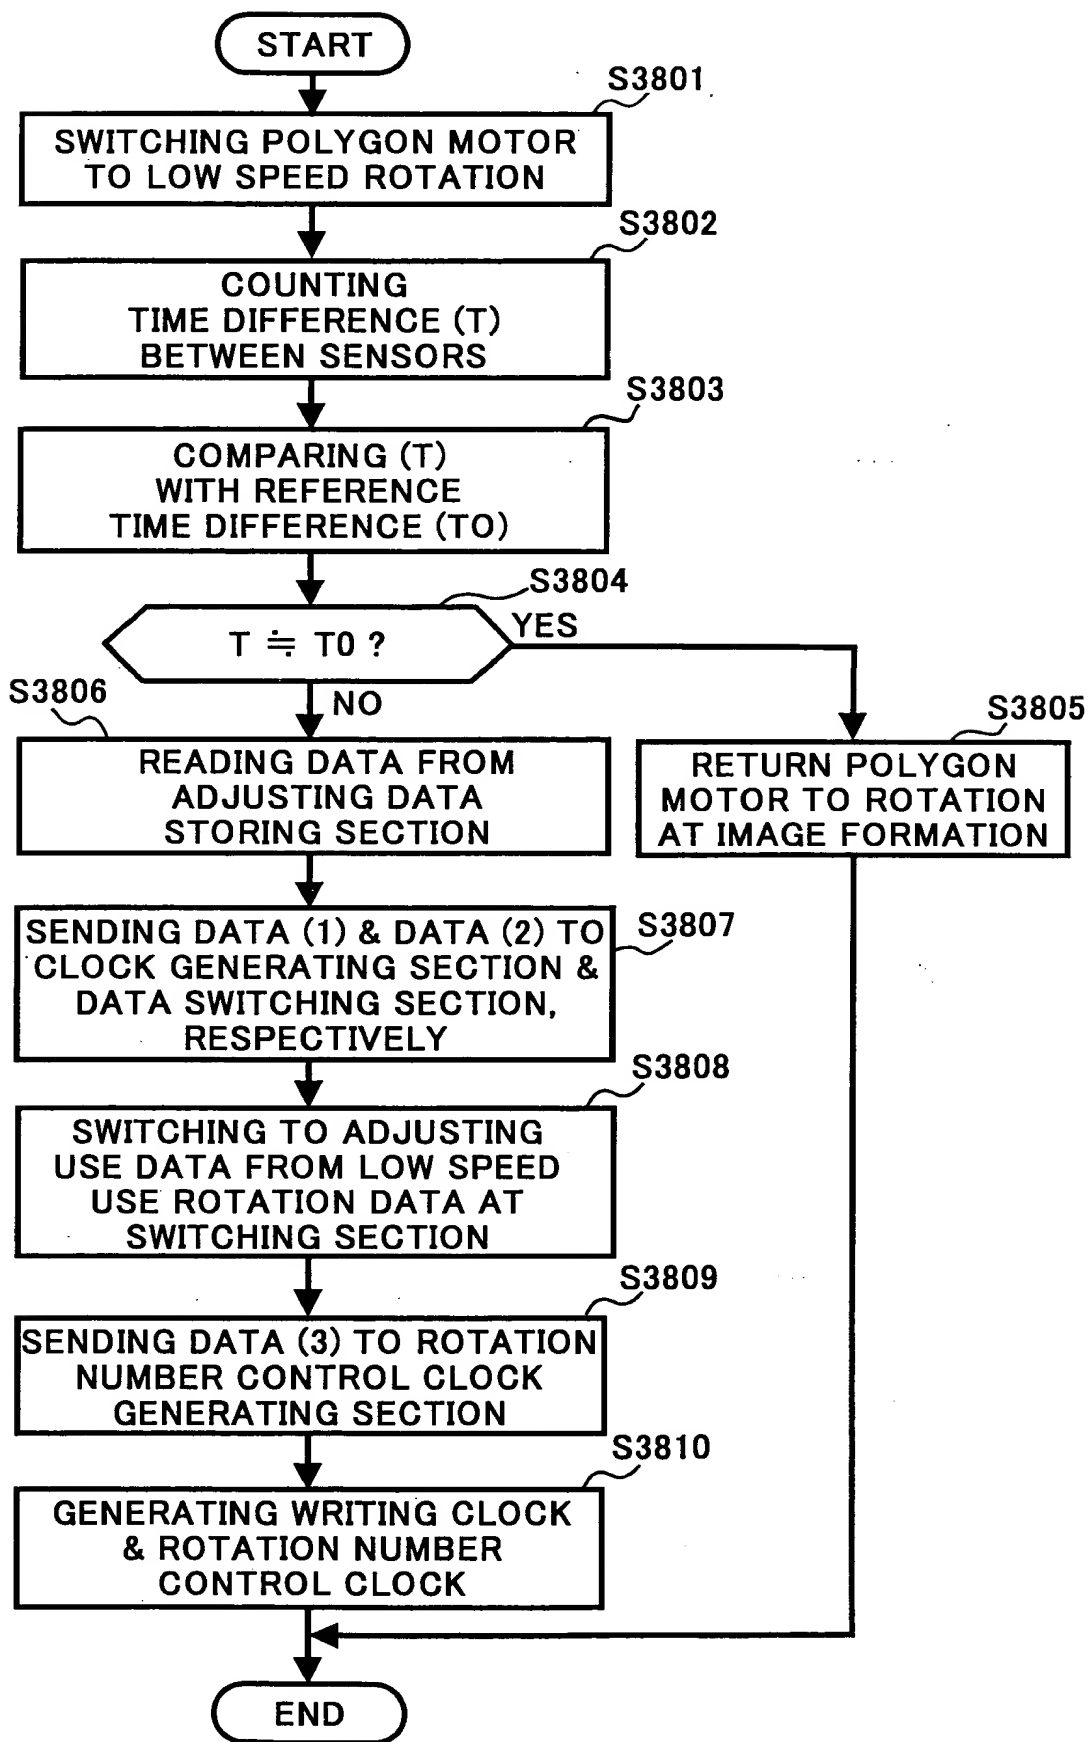 START
S3801
SWITCHING POLYGON MOTOR
TO LOW SPEED ROTATION
S3802
COUNTING
TIME DIFFERENCE (T)
BETWEEN SENSORS
S3803
COMPARING (T)
WITH REFERENCE
TIME DIFFERENCE (TO)
S3804
T ≒ T0 ?
YES
NO
S3805
RETURN POLYGON
MOTOR TO ROTATION
AT IMAGE FORMATION
S3806
READING DATA FROM
ADJUSTING DATA
STORING SECTION
S3807
SENDING DATA (1) & DATA (2) TO
CLOCK GENERATING SECTION &
DATA SWITCHING SECTION,
RESPECTIVELY
S3808
SWITCHING TO ADJUSTING
USE DATA FROM LOW SPEED
USE ROTATION DATA AT
SWITCHING SECTION
S3809
SENDING DATA (3) TO ROTATION
NUMBER CONTROL CLOCK
GENERATING SECTION
S3810
GENERATING WRITING CLOCK
& ROTATION NUMBER
CONTROL CLOCK
END